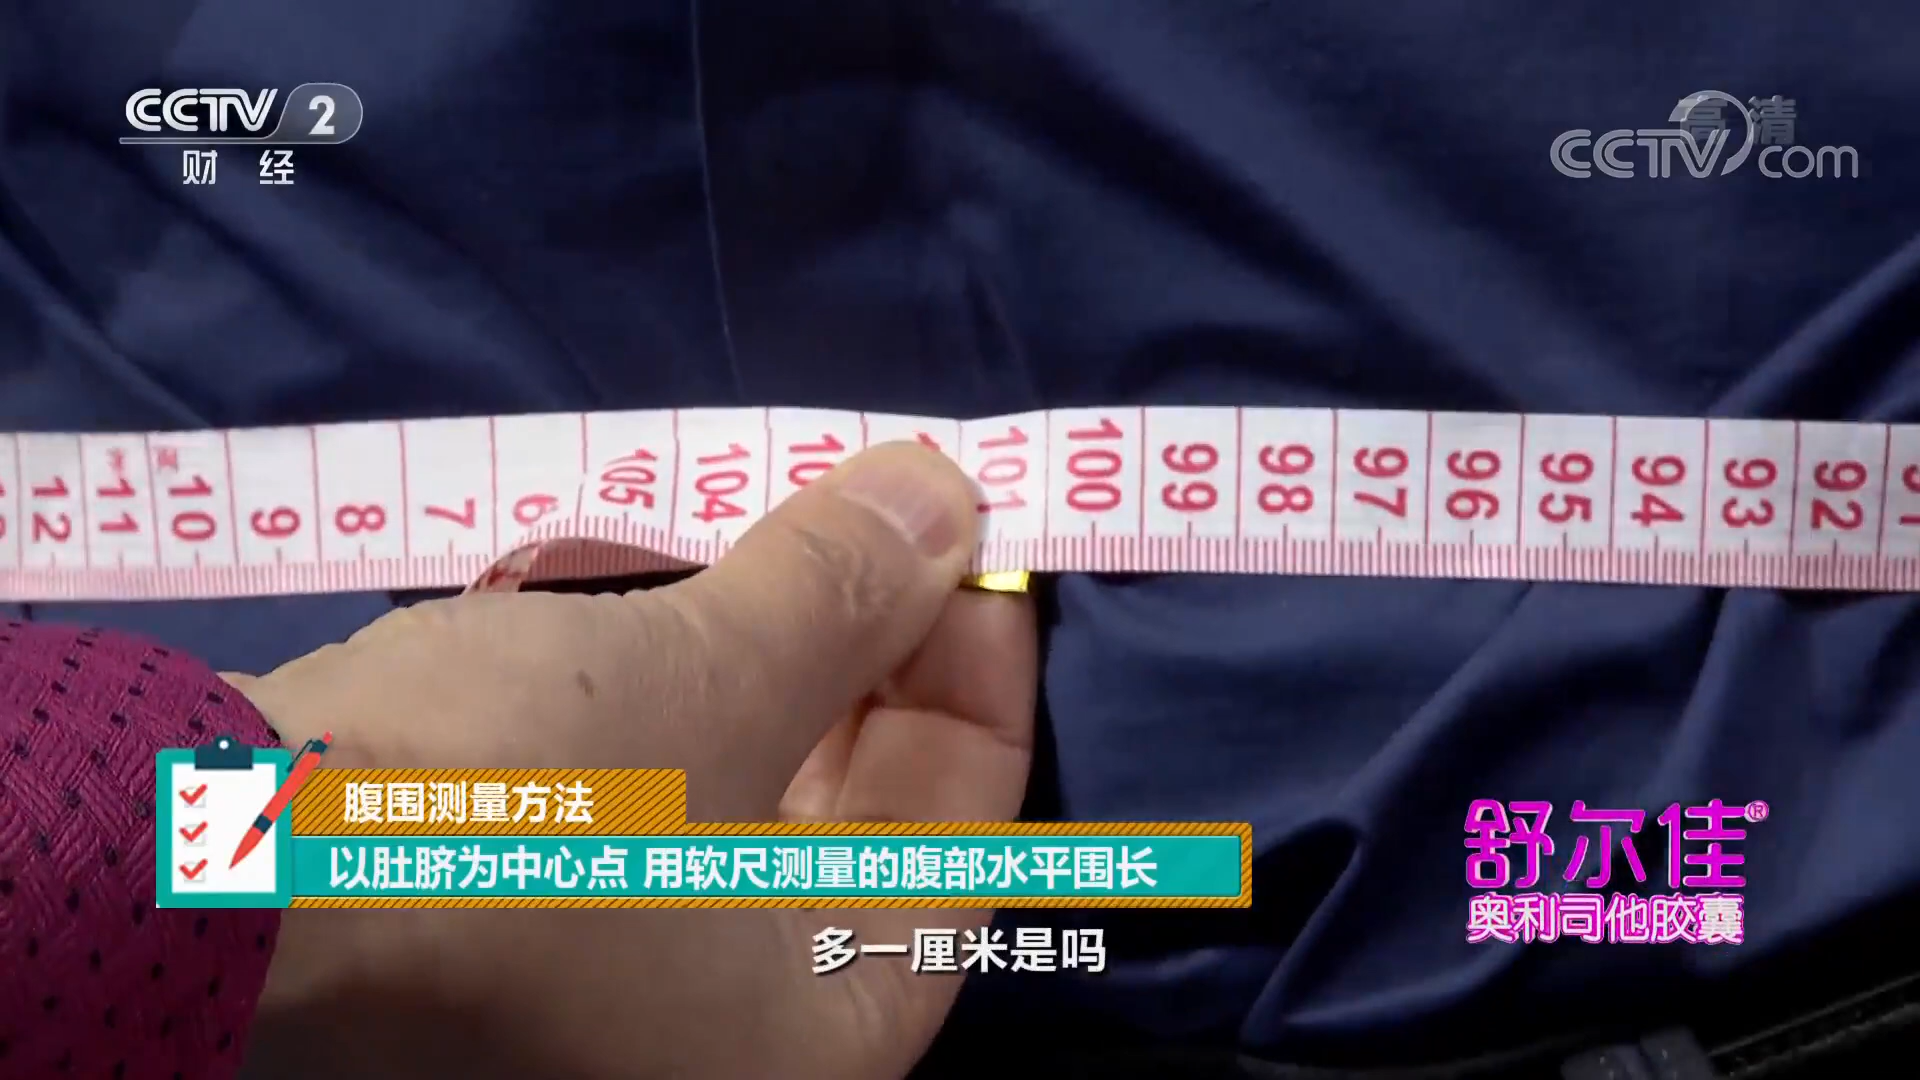 CCTV 2
财 经
高清
CCTV com
12 11 10 9 8 7 6 105 104 101 100 99 98 97 96 95 94 93 92
腹围测量方法
以肚脐为中心点 用软尺测量的腹部水平围长
舒尔佳®
奥利司他胶囊
多一厘米是吗